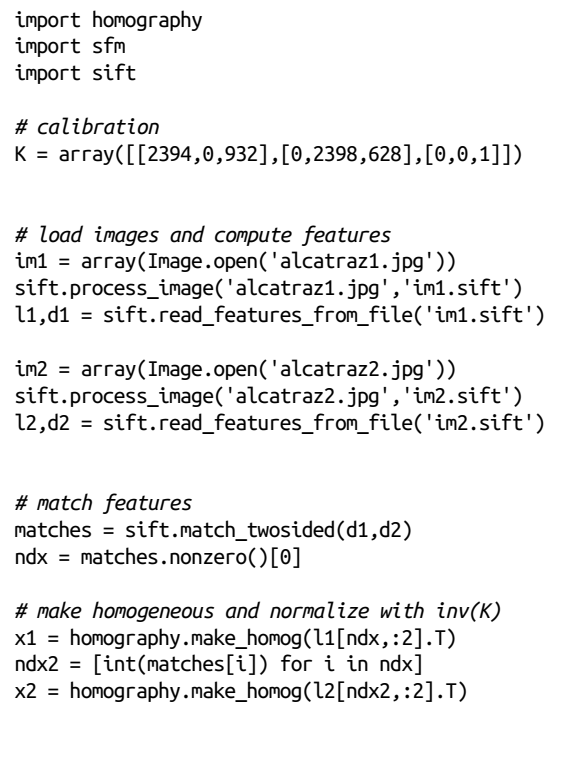 import homography
import sfm
import sift
# calibration
K = array([[2394,0,932],[0,2398,628],[0,0,1]])
# load images and compute features
im1 = array(Image.open('alcatraz1.jpg'))
sift.process_image('alcatraz1.jpg','im1.sift')
l1,d1 = sift.read_features_from_file('im1.sift')
im2 = array(Image.open('alcatraz2.jpg'))
sift.process_image('alcatraz2.jpg','im2.sift')
l2,d2 = sift.read_features_from_file('im2.sift')
# match features
matches = sift.match_twosided(d1,d2)
ndx = matches.nonzero()[0]
# make homogeneous and normalize with inv(K)
x1 = homography.make_homog(l1[ndx,:2].T)
ndx2 = [int(matches[i]) for i in ndx]
x2 = homography.make_homog(l2[ndx2,:2].T)